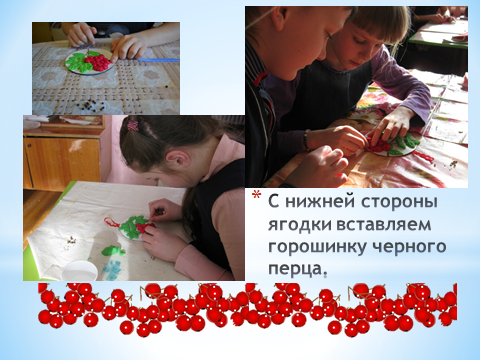 * С нижней стороны
ягодки вставляем
горошинку черного
перца.